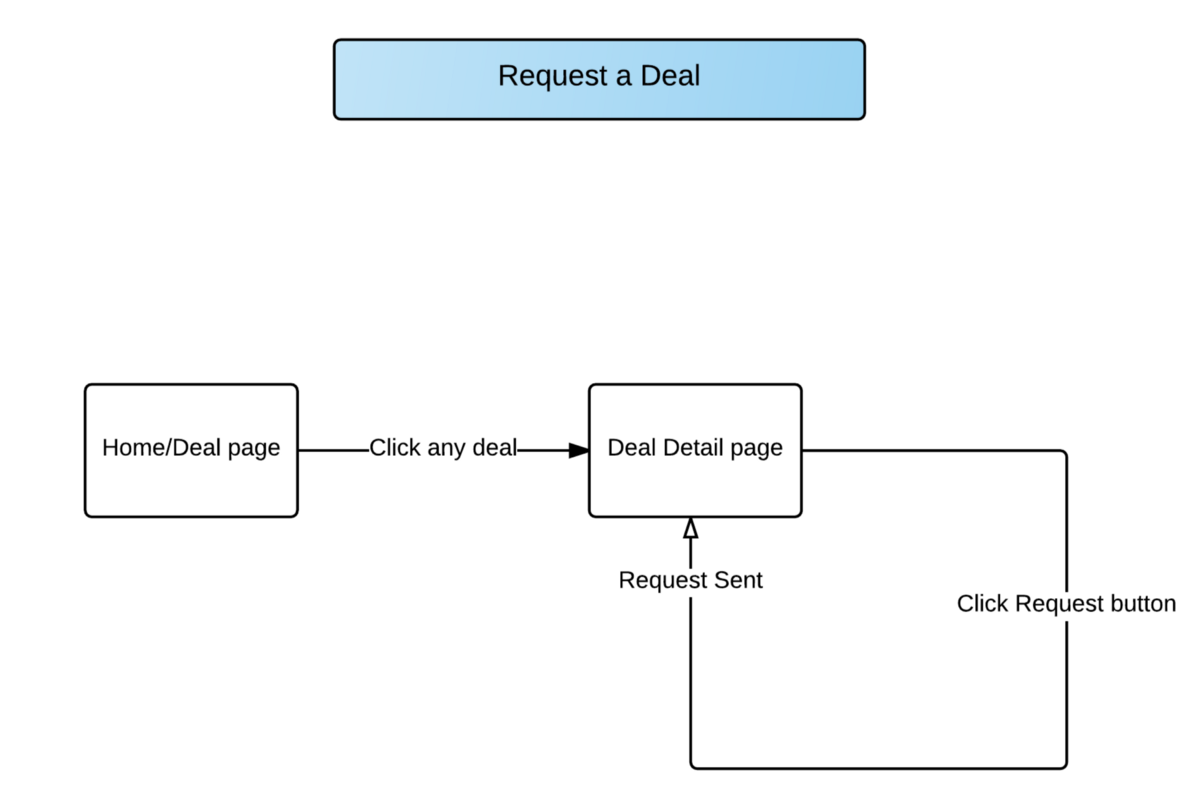 Request a Deal
Home/Deal page
Click any deal
Deal Detail page
Request Sent
Click Request button